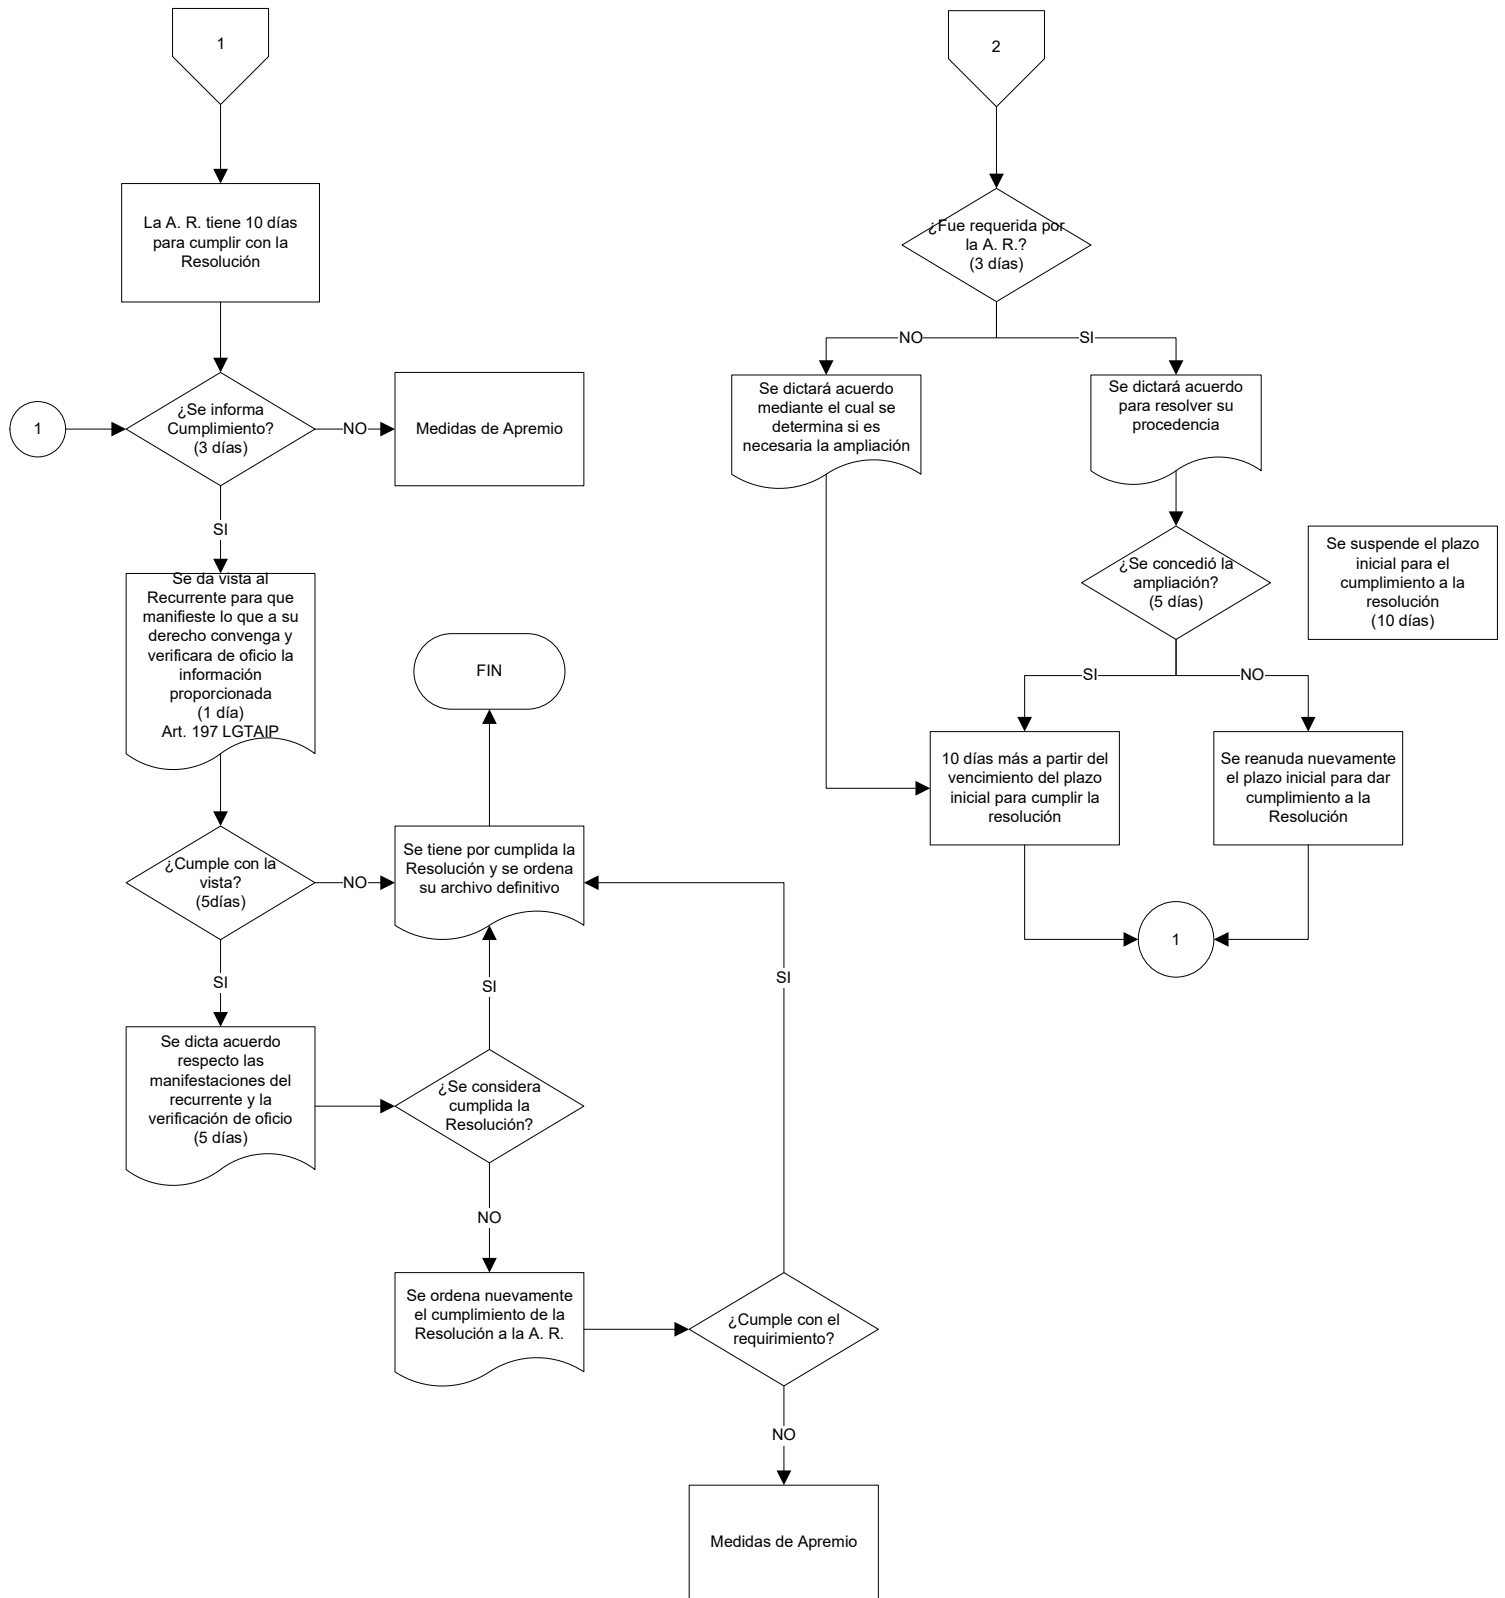 1
La A. R. tiene 10 días
para cumplir con la
Resolución
1
¿Se informa
Cumplimiento?
(3 días)
NO
Medidas de Apremio
SI
Se da vista al
Recurrente para que
manifieste lo que a su
derecho convenga y
verificara de oficio la
información
proporcionada
(1 día)
Art. 197 LGTAIP
FIN
¿Cumple con la
vista?
(5días)
NO
Se tiene por cumplida la
Resolución y se ordena
su archivo definitivo
SI
SI
SI
Se dicta acuerdo
respecto las
manifestaciones del
recurrente y la
verificación de oficio
(5 días)
¿Se considera
cumplida la
Resolución?
NO
Se ordena nuevamente
el cumplimiento de la
Resolución a la A. R.
¿Cumple con el
requirimiento?
NO
Medidas de Apremio
2
¿Fue requerida por
la A. R.?
(3 días)
NO
SI
Se dictará acuerdo
mediante el cual se
determina si es
necesaria la ampliación
Se dictará acuerdo
para resolver su
procedencia
¿Se concedió la
ampliación?
(5 días)
Se suspende el plazo
inicial para el
cumplimiento a la
resolución
(10 días)
SI
NO
10 días más a partir del
vencimiento del plazo
inicial para cumplir la
resolución
Se reanuda nuevamente
el plazo inicial para dar
cumplimiento a la
Resolución
1